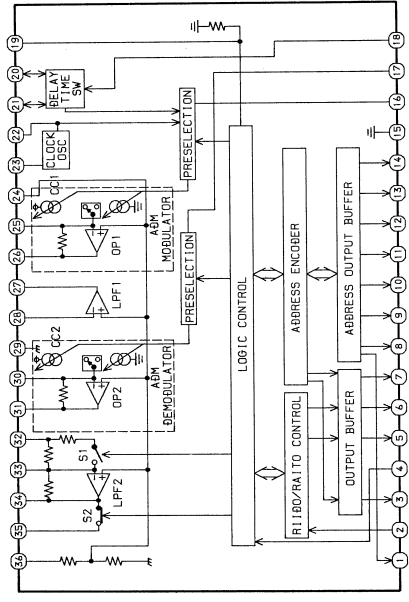 19
20
21
22
23
24
25
26
27
28
29
30
31
32
33
34
35
36
DELAY
TIME
SW
CLOCK
OSC
CC1
OP1
ADM
MODULATOR
LPF1
CC2
OP2
ADM
DEMODULATOR
S1
LPF2
S2
PRESELECTION
PRESELECTION
LOGIC CONTROL
ADDRESS ENCODER
RIIDO/RAITO CONTROL
ADDRESS OUTPUT BUFFER
OUTPUT BUFFER
18
17
16
15
14
13
12
11
10
9
8
7
6
5
4
3
2
1